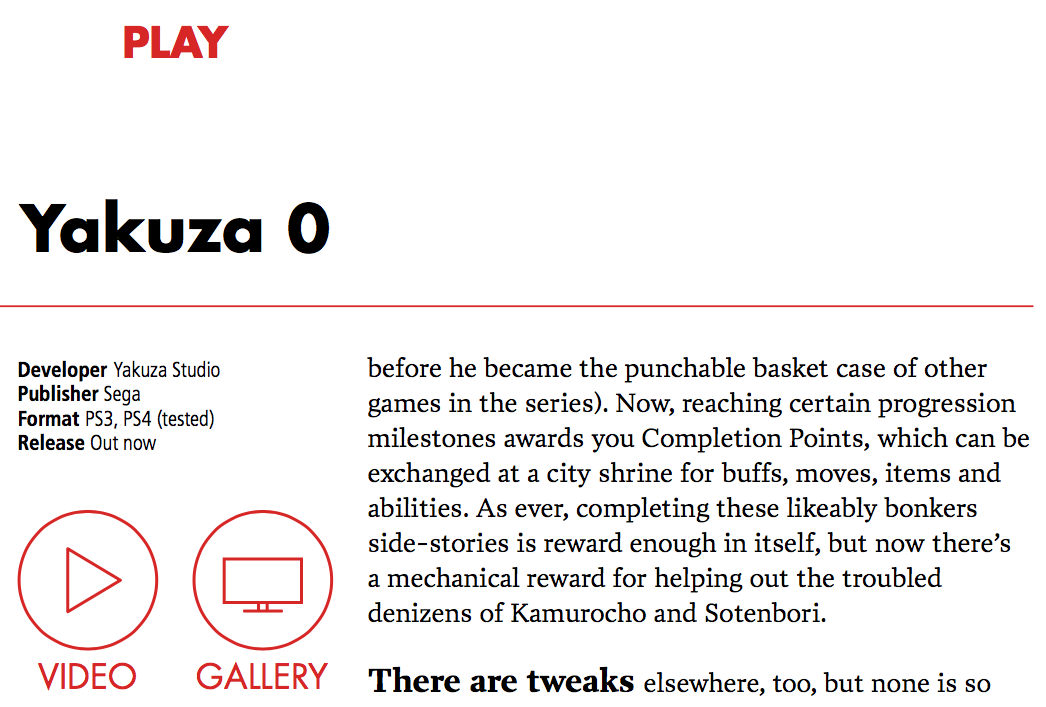 PLAY
Yakuza 0
Developer Yakuza Studio
Publisher Sega
Format PS3, PS4 (tested)
Release Out now
VIDEO
GALLERY
before he became the punchable basket case of other
games in the series). Now, reaching certain progression
milestones awards you Completion Points, which can be
exchanged at a city shrine for buffs, moves, items and
abilities. As ever, completing these likeably bonkers
side-stories is reward enough in itself, but now there’s
a mechanical reward for helping out the troubled
denizens of Kamurocho and Sotenbori.
There are tweaks elsewhere, too, but none is so